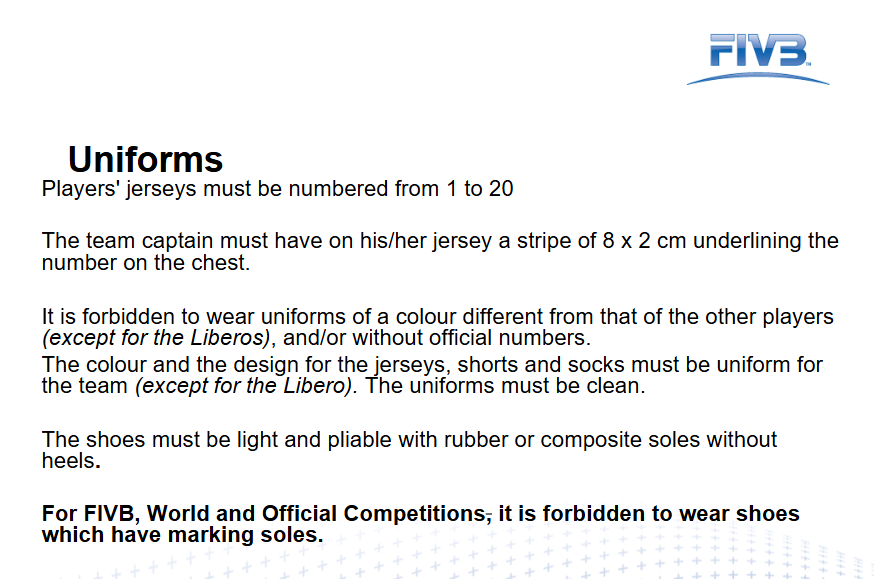 FIVB™
Uniforms
Players' jerseys must be numbered from 1 to 20
The team captain must have on his/her jersey a stripe of 8 x 2 cm underlining the
number on the chest.
It is forbidden to wear uniforms of a colour different from that of the other players
(except for the Liberos), and/or without official numbers.
The colour and the design for the jerseys, shorts and socks must be uniform for
the team (except for the Libero). The uniforms must be clean.
The shoes must be light and pliable with rubber or composite soles without
heels.
For FIVB, World and Official Competitions, it is forbidden to wear shoes
which have marking soles.